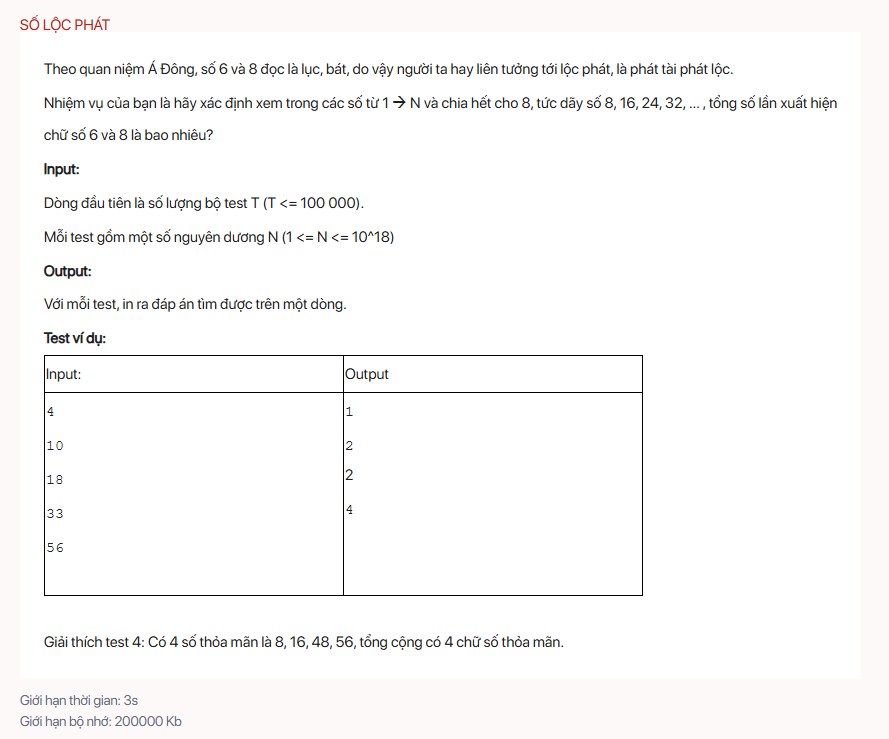 SỐ LỘC PHÁT
Theo quan niệm Á Đông, số 6 và 8 đọc là lục, bát, do vậy người ta hay liên tưởng tới lộc phát, là phát tài phát lộc.
Nhiệm vụ của bạn là hãy xác định xem trong các số từ 1 → N và chia hết cho 8, tức dãy số 8, 16, 24, 32, … , tổng số lần xuất hiện
chữ số 6 và 8 là bao nhiêu?
Input:
Dòng đầu tiên là số lượng bộ test T (T <= 100 000).
Mỗi test gồm một số nguyên dương N (1 <= N <= 10^18)
Output:
Với mỗi test, in ra đáp án tìm được trên một dòng.
Test ví dụ:
Input: Output
4 1
10 2
18 2
33 4
56
Giải thích test 4: Có 4 số thỏa mãn là 8, 16, 48, 56, tổng cộng có 4 chữ số thỏa mãn.
Giới hạn thời gian: 3s
Giới hạn bộ nhớ: 200000 Kb